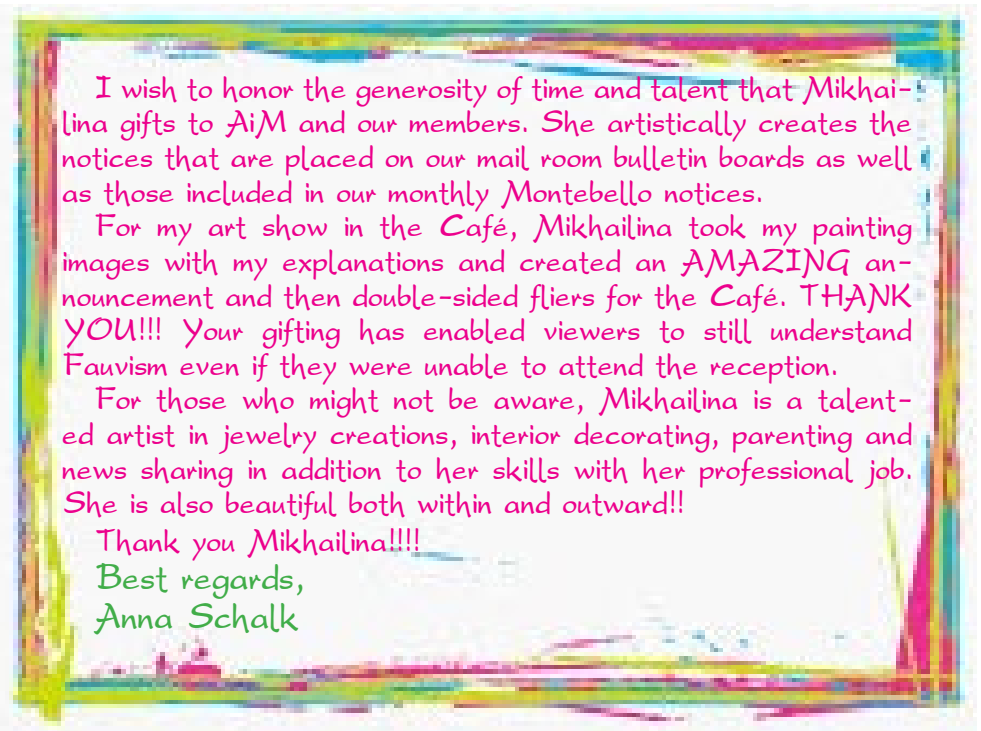 I wish to honor the generosity of time and talent that Mikhai-
lina gifts to AiM and our members. She artistically creates the
notices that are placed on our mail room bulletin boards as well
as those included in our monthly Montebello notices.
For my art show in the Café, Mikhailina took my painting
images with my explanations and created an AMAZING an-
nouncement and then double-sided fliers for the Café. THANK
YOU!!! Your gifting has enabled viewers to still understand
Fauvism even if they were unable to attend the reception.
For those who might not be aware, Mikhailina is a talent-
ed artist in jewelry creations, interior decorating, parenting and
news sharing in addition to her skills with her professional job.
She is also beautiful both within and outward!!
Thank you Mikhailina!!!!
Best regards,
Anna Schalk